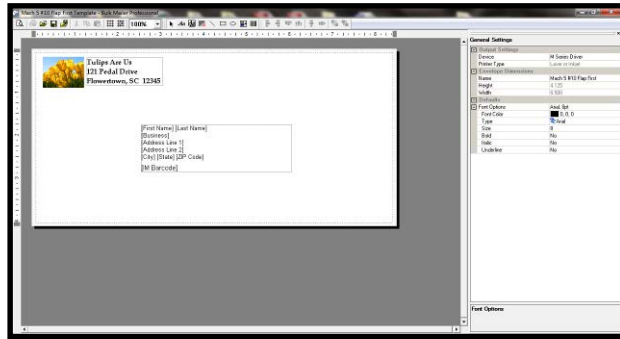 Mach 5 #10 Flap First Template - Bulk Mailer Professional
100%
Tulips Are Us
121 Pedal Drive
Flowertown, SC 12345
[First Name] [Last Name]
[Business]
[Address Line 1]
[Address Line 2]
[City] [State] [ZIP Code]
[IM Barcode]
General Settings
Output Settings
Device M Series Driver
Printer Type Laser or Inkjet
Envelope Dimensions
Name Mach 5 #10 Flap First
Height 4.125
Width 9.500
Defaults
Font Options Arial, 8pt
Font Color 0, 0, 0
Type Arial
Size 8
Bold No
Italic No
Underline No
Font Options